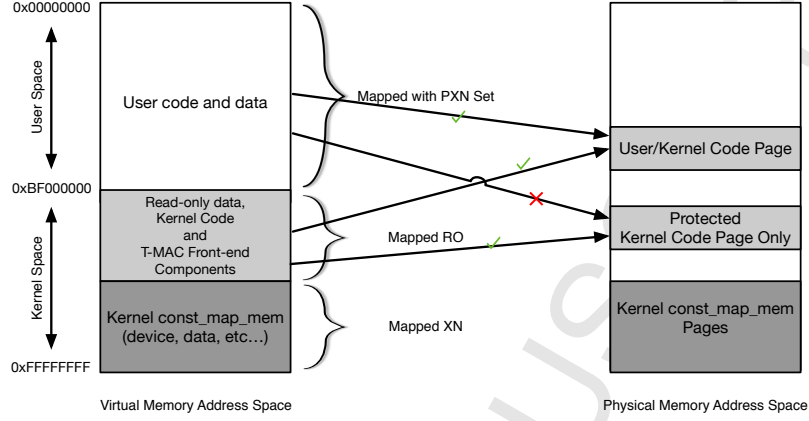 0x00000000
User Space
User code and data
Mapped with PXN Set
User/Kernel Code Page
0xBF000000
Read-only data,
Kernel Code
and
T-MAC Front-end
Components
Mapped RO
Protected
Kernel Code Page Only
Kernel Space
Kernel const_map_mem
(device, data, etc…)
Mapped XN
Kernel const_map_mem
Pages
0xFFFFFFFF
Virtual Memory Address Space
Physical Memory Address Space